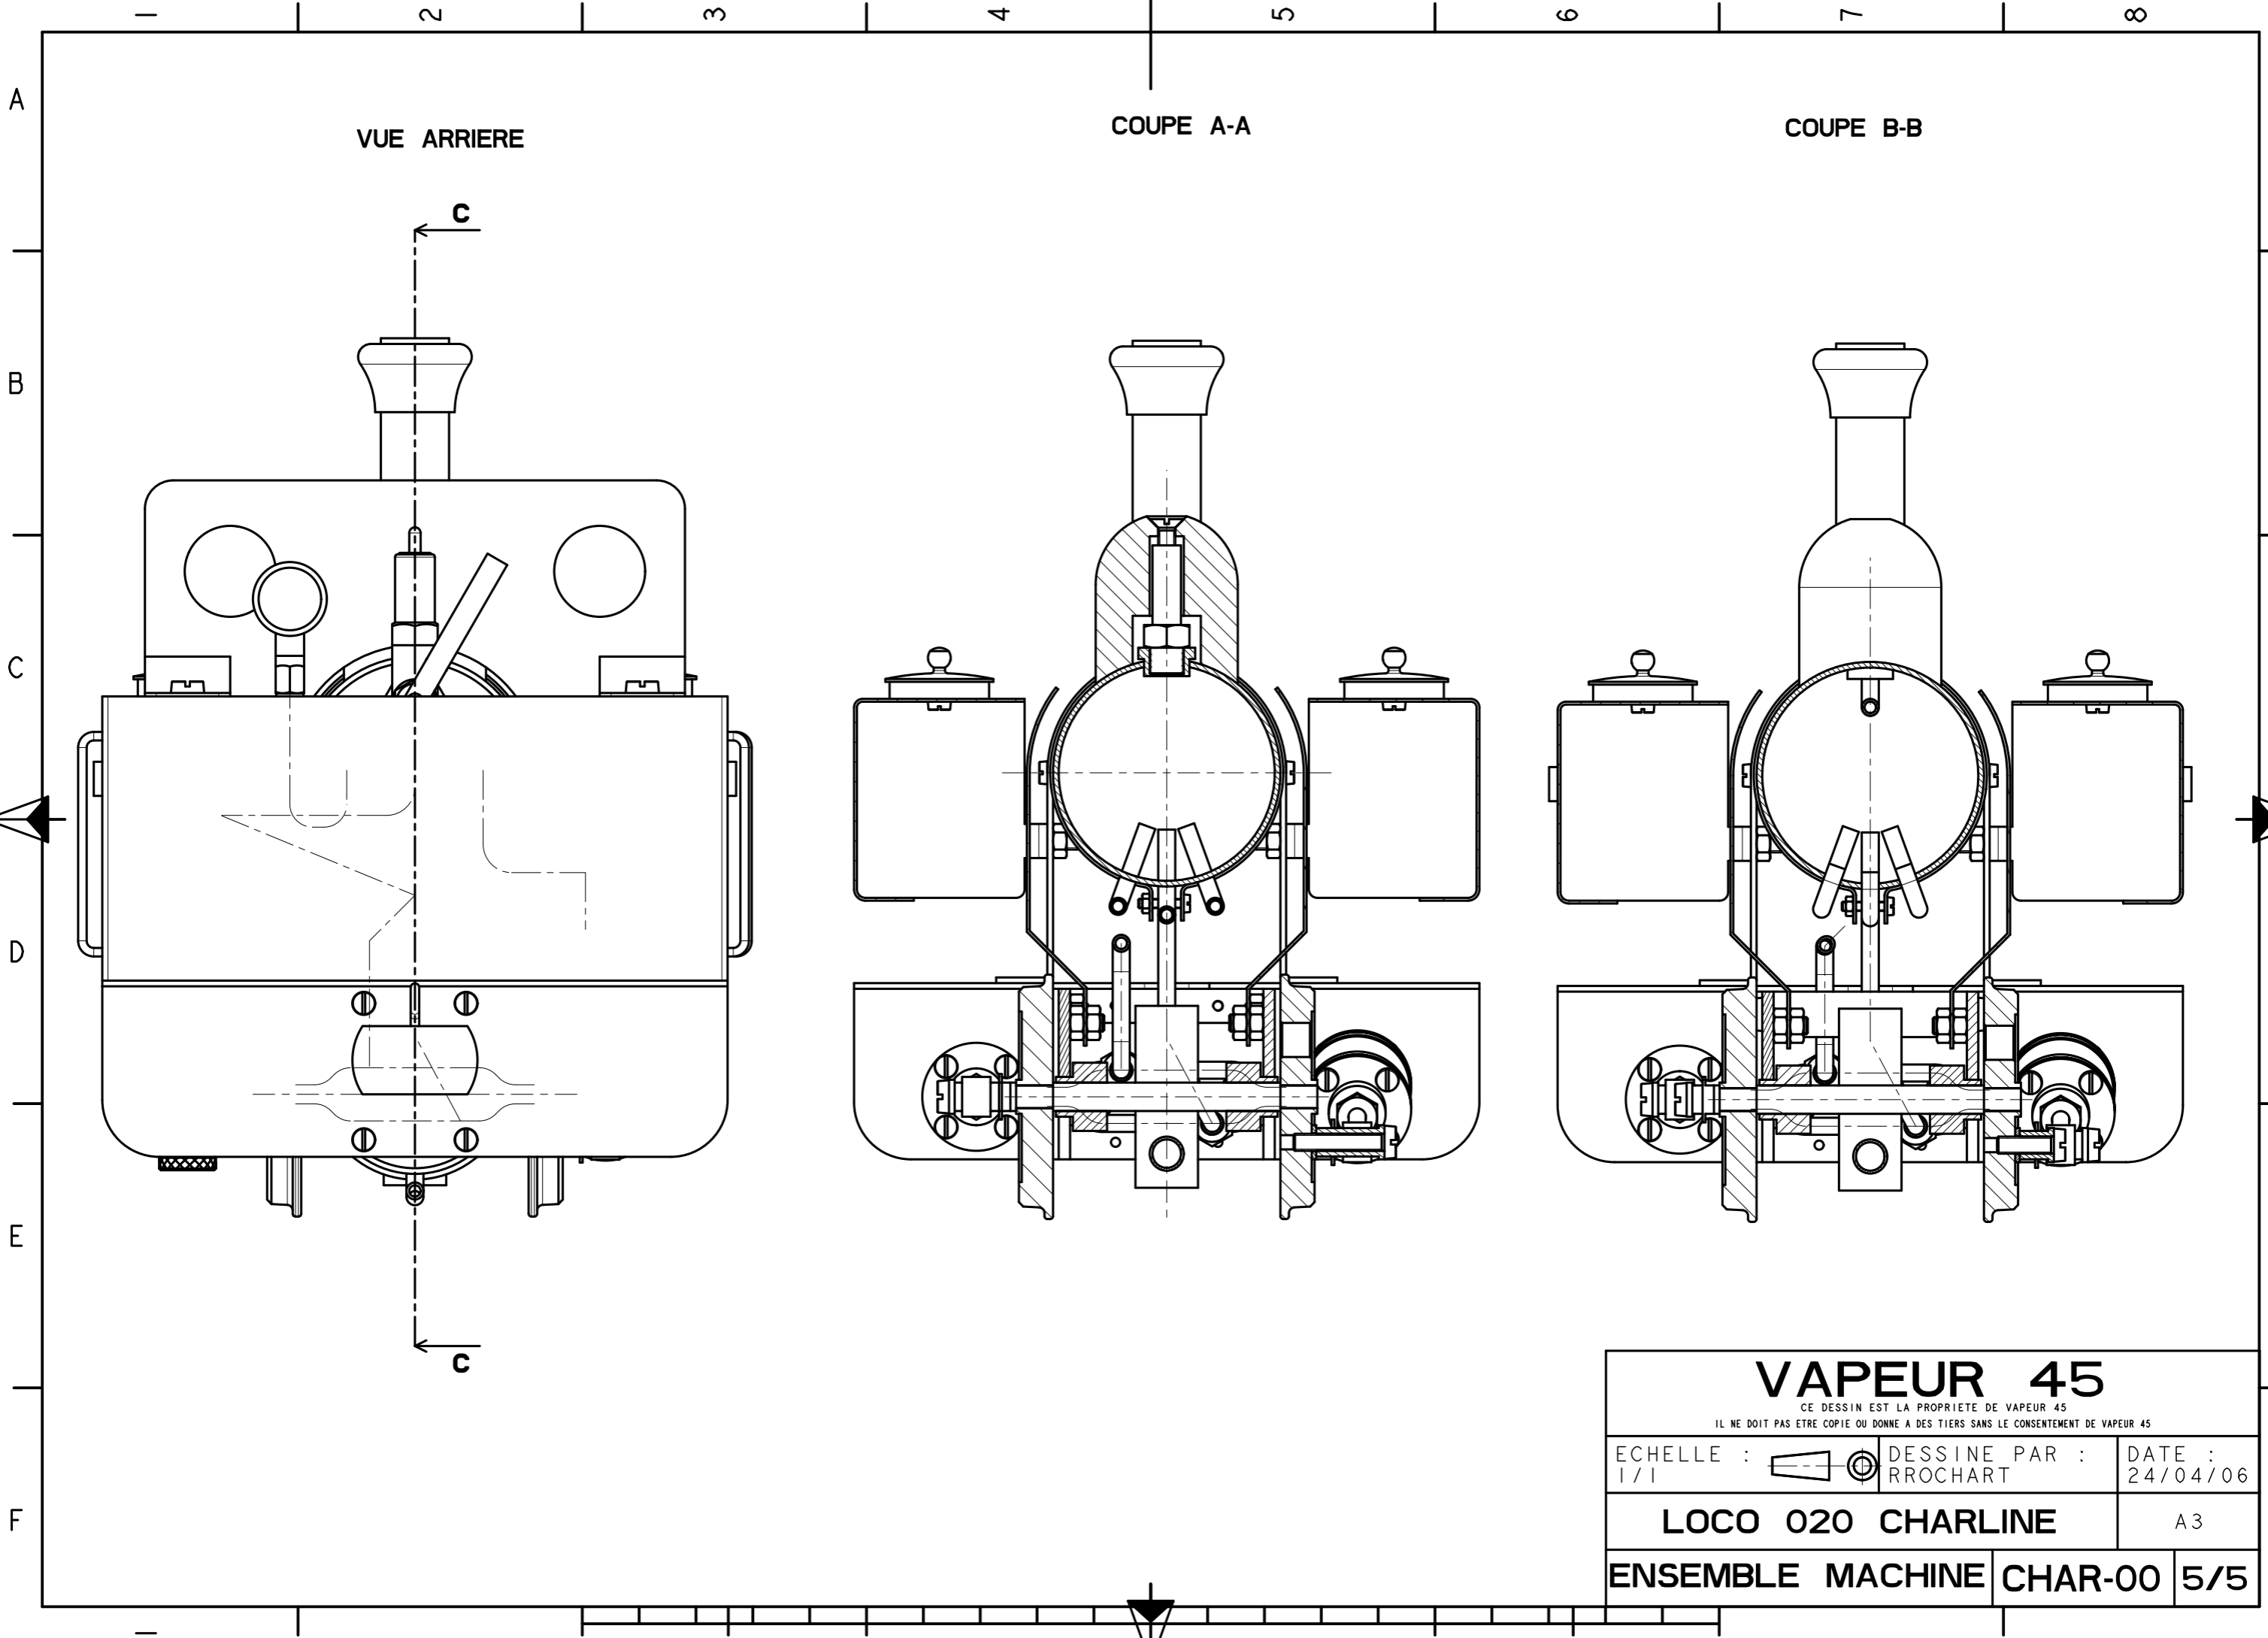 1 2 3 4 5 6 7 8
A
VUE ARRIERE
COUPE A-A
COUPE B-B
C
B
C
D
E
C
F
VAPEUR 45
CE DESSIN EST LA PROPRIETE DE VAPEUR 45
IL NE DOIT PAS ETRE COPIE OU DONNE A DES TIERS SANS LE CONSENTEMENT DE VAPEUR 45
ECHELLE :
1/1
DESSINE PAR :
RROCHART
DATE :
24/04/06
LOCO 020 CHARLINE
A3
ENSEMBLE MACHINE
CHAR-00
5/5
1